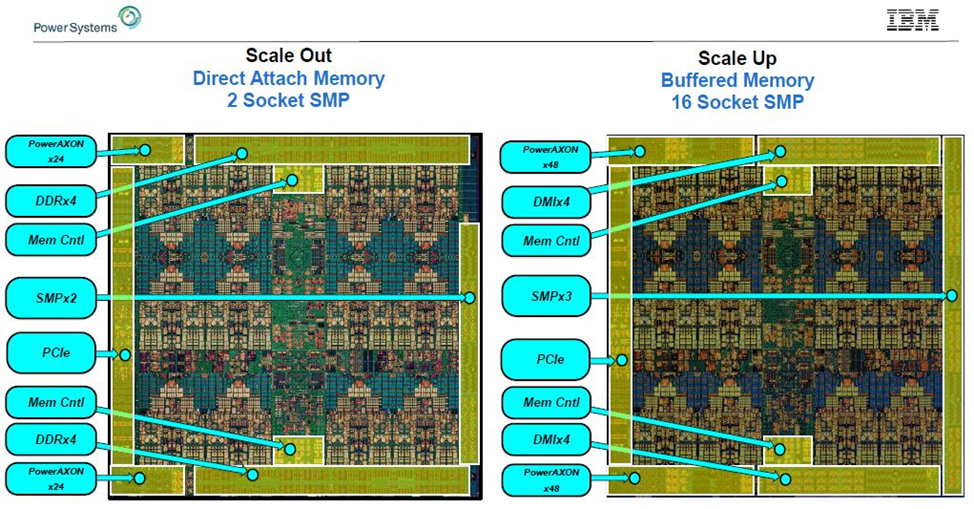 Power Systems
IBM
Scale Out
Direct Attach Memory
2 Socket SMP
PowerAXON
x24
DDRx4
Mem Cntl
SMPx2
PCIe
Mem Cntl
DDRx4
PowerAXON
x24
Scale Up
Buffered Memory
16 Socket SMP
PowerAXON
x48
DMIx4
Mem Cntl
SMPx3
PCIe
Mem Cntl
DMIx4
PowerAXON
x48